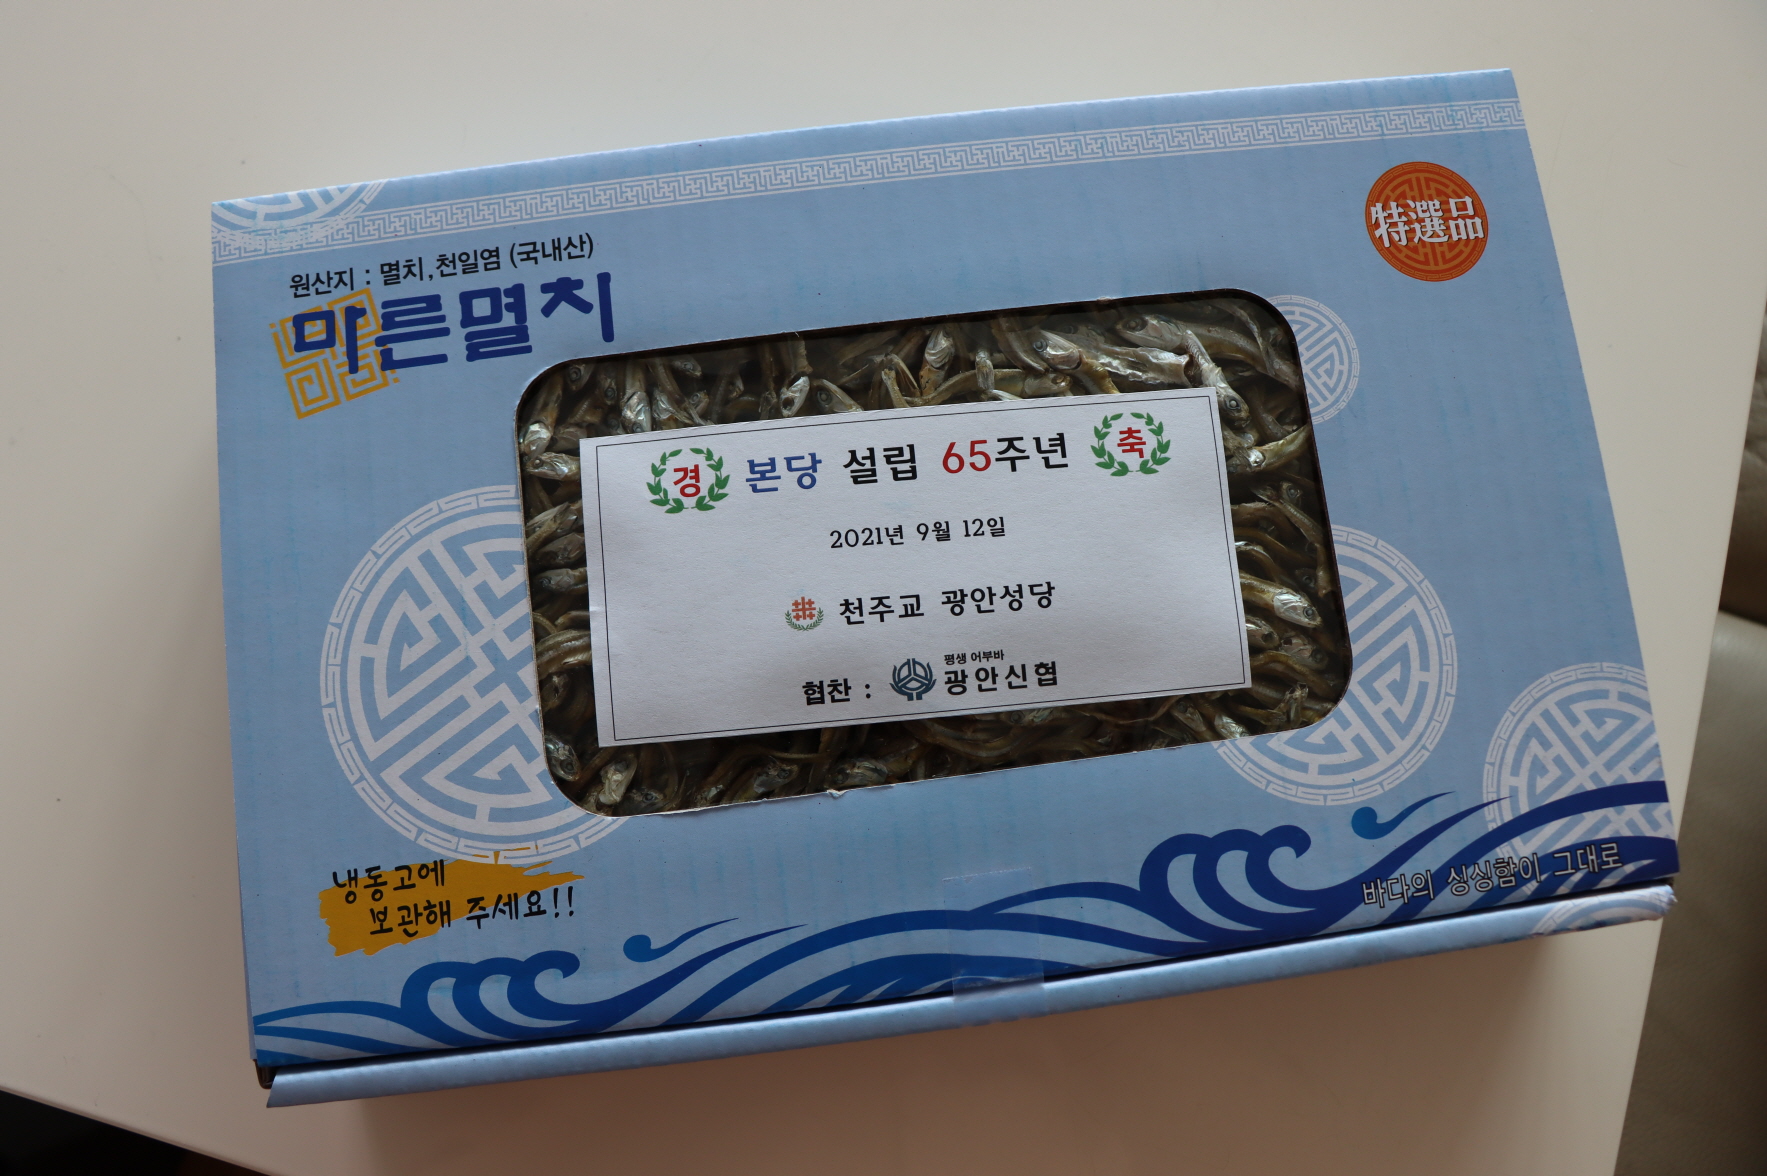 特選品
원산지 : 멸치,천일염 (국내산)
마른멸치
경 본당 설립 65주년 축
2021년 9월 12일
천주교 광안성당
평생 어부바
협찬 : 광안신협
냉동고에
보관해 주세요!!
바다의 싱싱함이 그대로